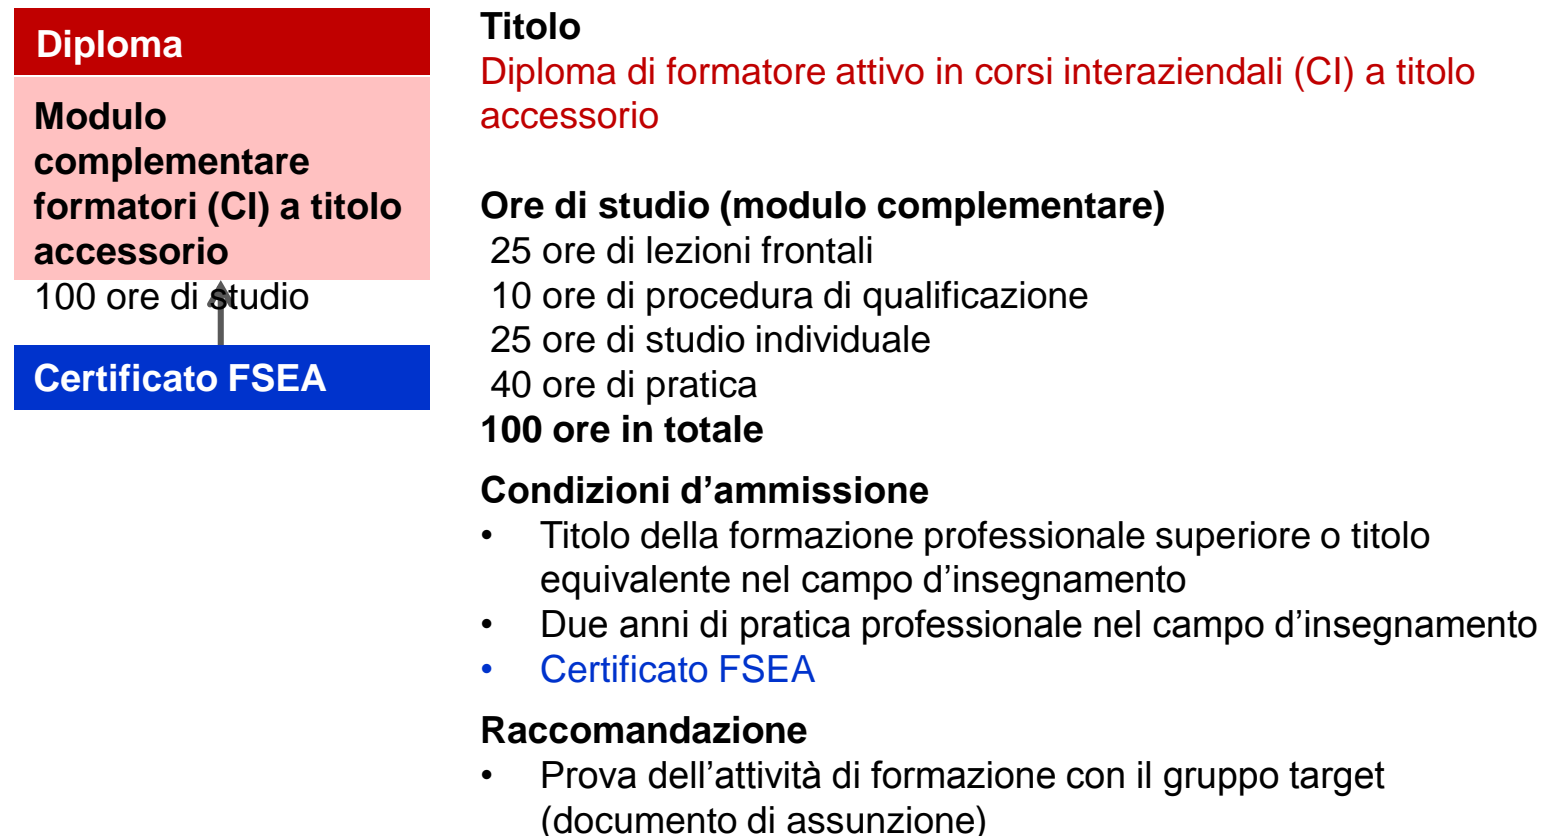 Diploma
Modulo
complementare
formatori (CI) a titolo
accessorio
100 ore di studio
Certificato FSEA
Titolo
Diploma di formatore attivo in corsi interaziendali (CI) a titolo
accessorio
Ore di studio (modulo complementare)
25 ore di lezioni frontali
10 ore di procedura di qualificazione
25 ore di studio individuale
40 ore di pratica
100 ore in totale
Condizioni d’ammissione
• Titolo della formazione professionale superiore o titolo
equivalente nel campo d’insegnamento
• Due anni di pratica professionale nel campo d’insegnamento
• Certificato FSEA
Raccomandazione
• Prova dell’attività di formazione con il gruppo target
(documento di assunzione)